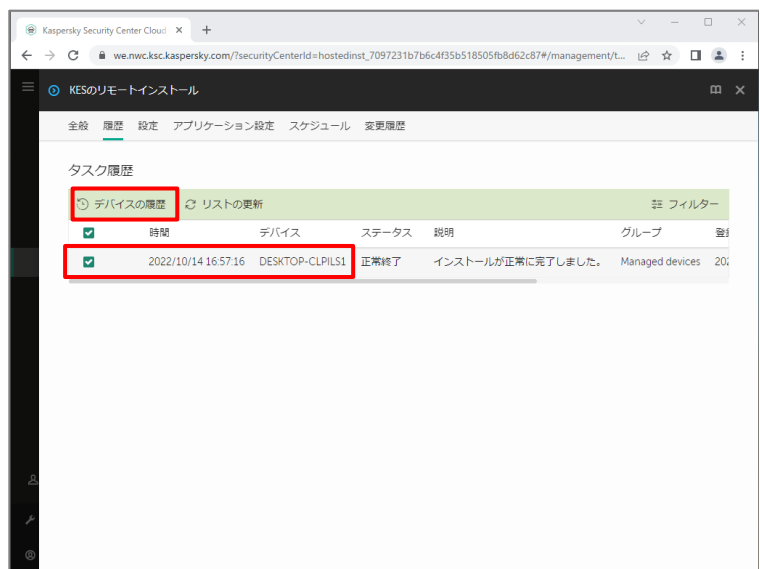 Kaspersky Security Center Cloud
we.nwc.ksc.kaspersky.com/?securityCenterId=hostedinst_7097231b7b6c4f35b518505fb8d62c87#/management/t...
KESのリモートインストール
全般 履歴 設定 アプリケーション設定 スケジュール 変更履歴
タスク履歴
デバイスの履歴 リストの更新 フィルター
時間 デバイス ステータス 説明 グループ 登録
2022/10/14 16:57:16 DESKTOP-CLPILS1 正常終了 インストールが正常に完了しました。 Managed devices 202